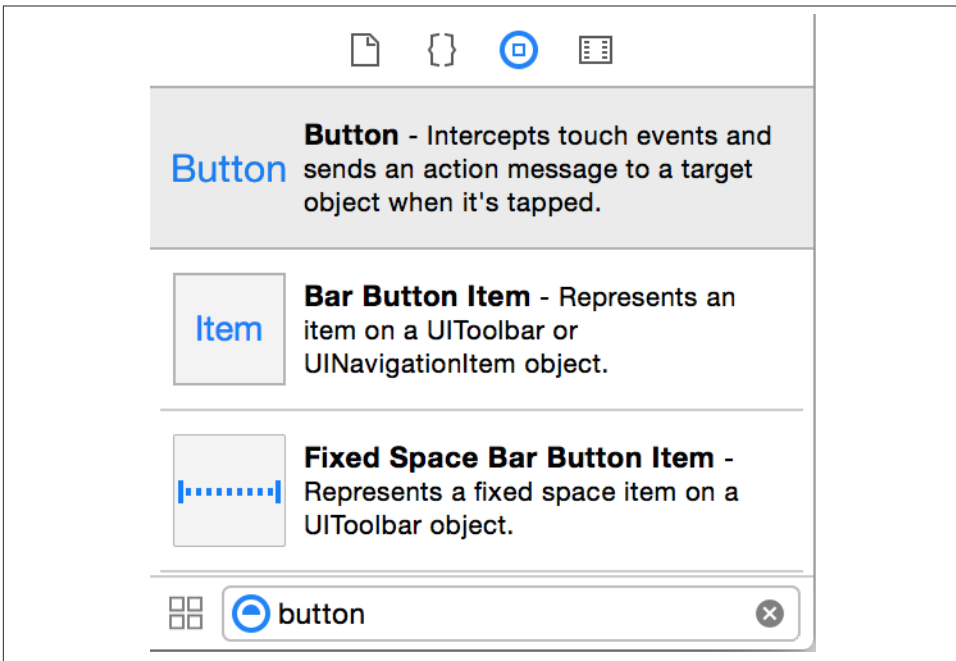 Button
Button - Intercepts touch events and
sends an action message to a target
object when it's tapped.
Item
Bar Button Item - Represents an
item on a UIToolbar or
UINavigationItem object.
Fixed Space Bar Button Item -
Represents a fixed space item on a
UIToolbar object.
button